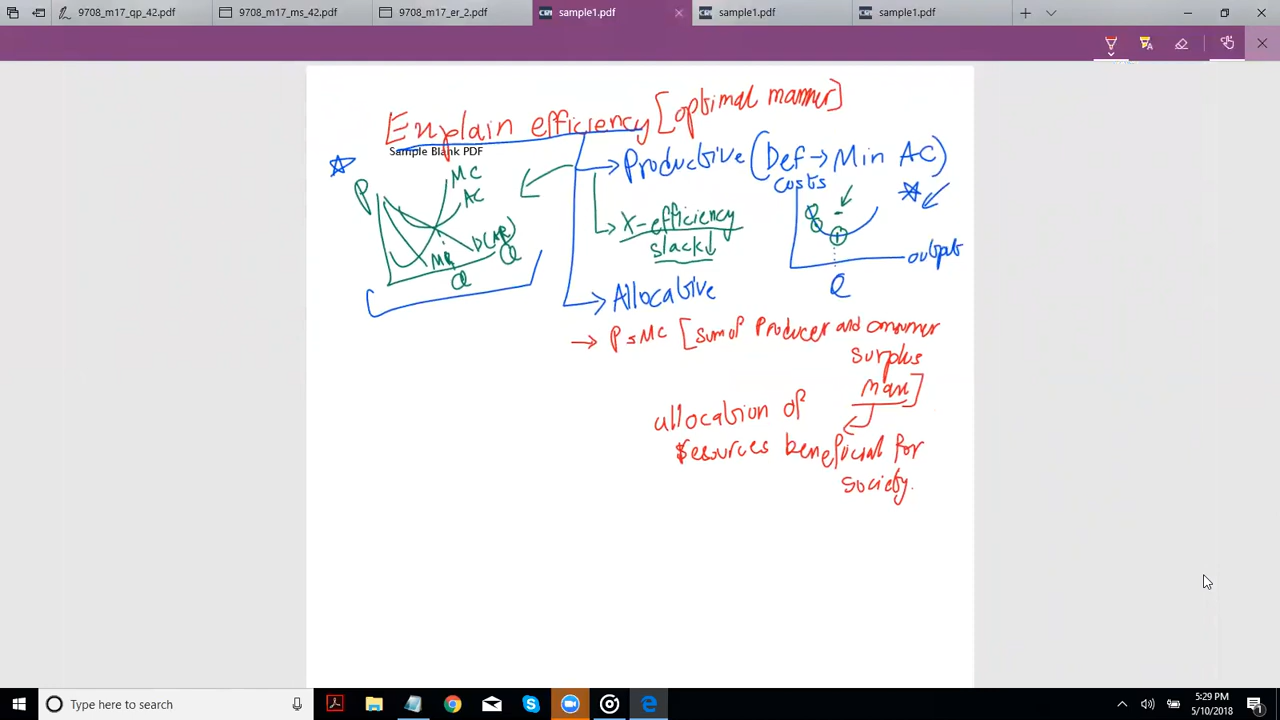 9708_m17_qp_42.pdf
9708_m17_ms_42.pdf
9708_m17_er_2.pdf
sample1.pdf
sample1.pdf
sample1.pdf
Explain efficiency [optimal manner]
Sample Blank PDF
Productive (Def → Min AC)
costs
P
MC
AC
D(AR)
MR
Q
Q
X-efficiency
slack↓
output
Q
Allocative
→ P = MC [sum of Producer and consumer
surplus
max]
allocation of
resources beneficial for
society.
Type here to search
5:29 PM
5/10/2018